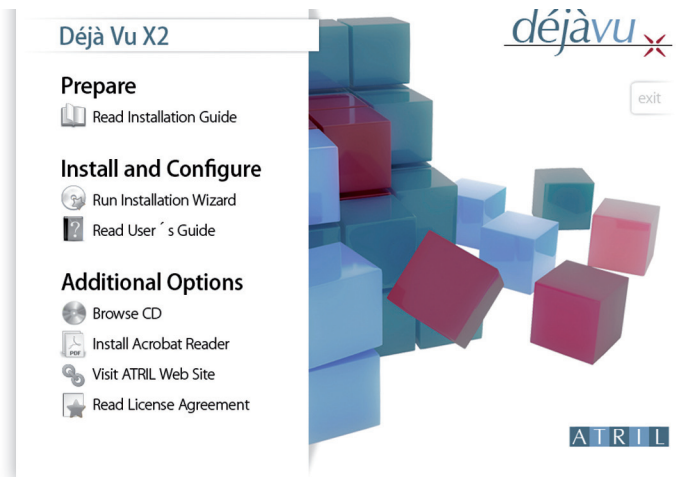 Déjà Vu X2
Prepare
Read Installation Guide
Install and Configure
Run Installation Wizard
Read User ´ s Guide
Additional Options
Browse CD
PDF
Install Acrobat Reader
Visit ATRIL Web Site
Read License Agreement
déjàvu x
exit
ATRIL